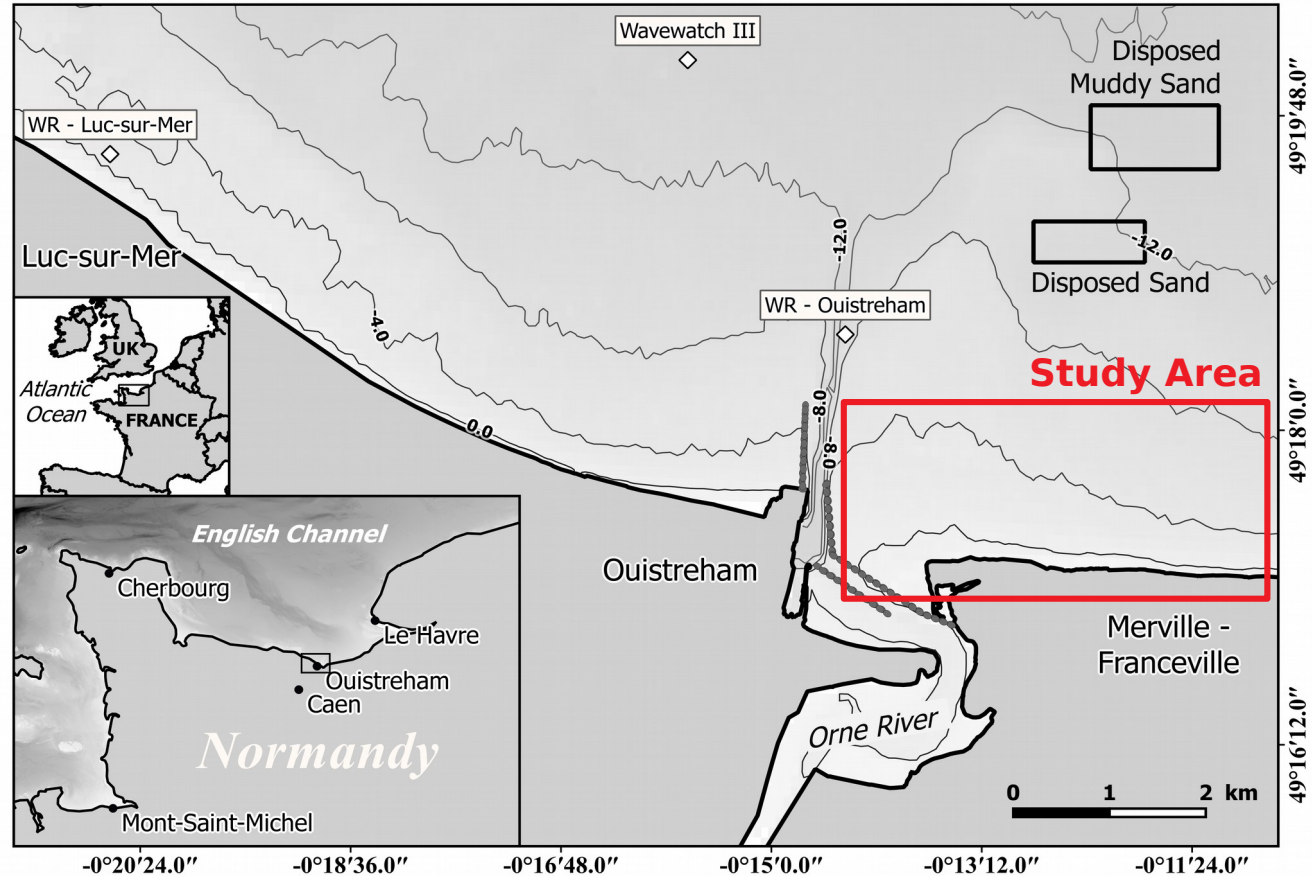 Wavewatch III
Disposed
Muddy Sand
WR - Luc-sur-Mer
49°19′48.0″
Luc-sur-Mer
-12.0
-12.0
Disposed Sand
WR - Ouistreham
-4.0
UK
Atlantic
Ocean
FRANCE
Study Area
-8.0
0.0
-8.0
49°18′0.0″
English Channel
Ouistreham
Cherbourg
Le Havre
Merville -
Franceville
Ouistreham
Caen
Orne River
Normandy
49°16′12.0″
0 1 2 km
Mont-Saint-Michel
-0°20′24.0″ -0°18′36.0″ -0°16′48.0″ -0°15′0.0″ -0°13′12.0″ -0°11′24.0″